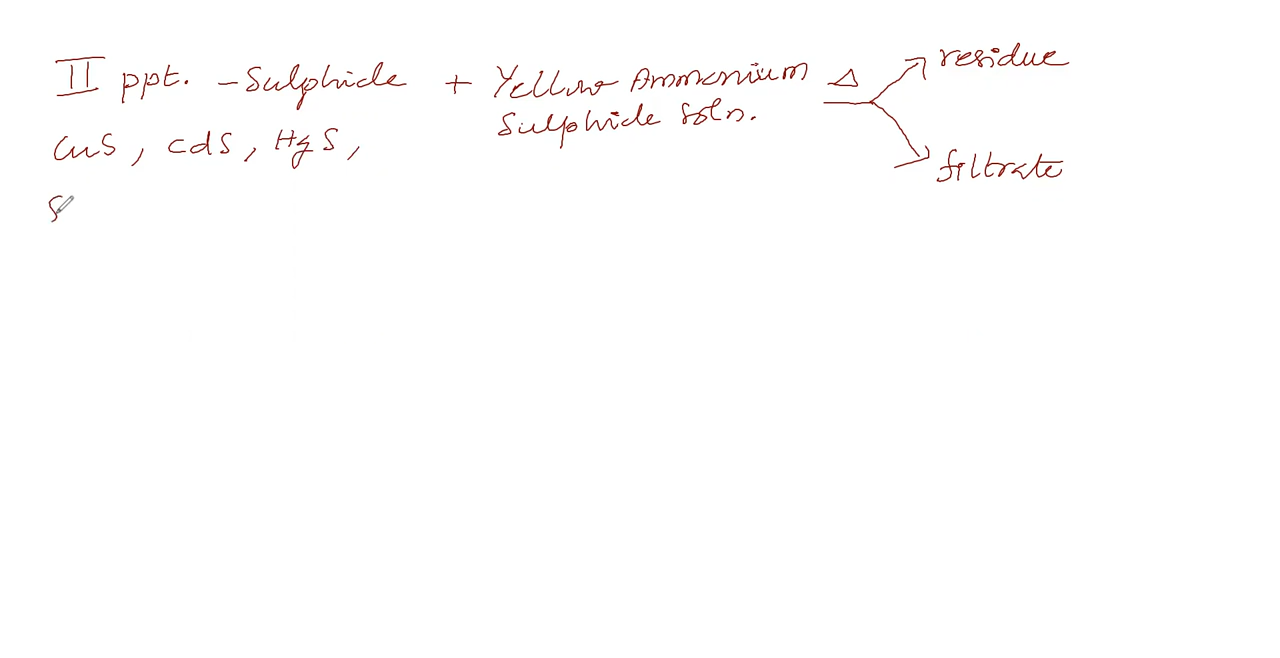 II ppt. - Sulphide + Yellow Ammonium Sulphide Soln. Δ
residue
filtrate
CuS, CdS, HgS,
S